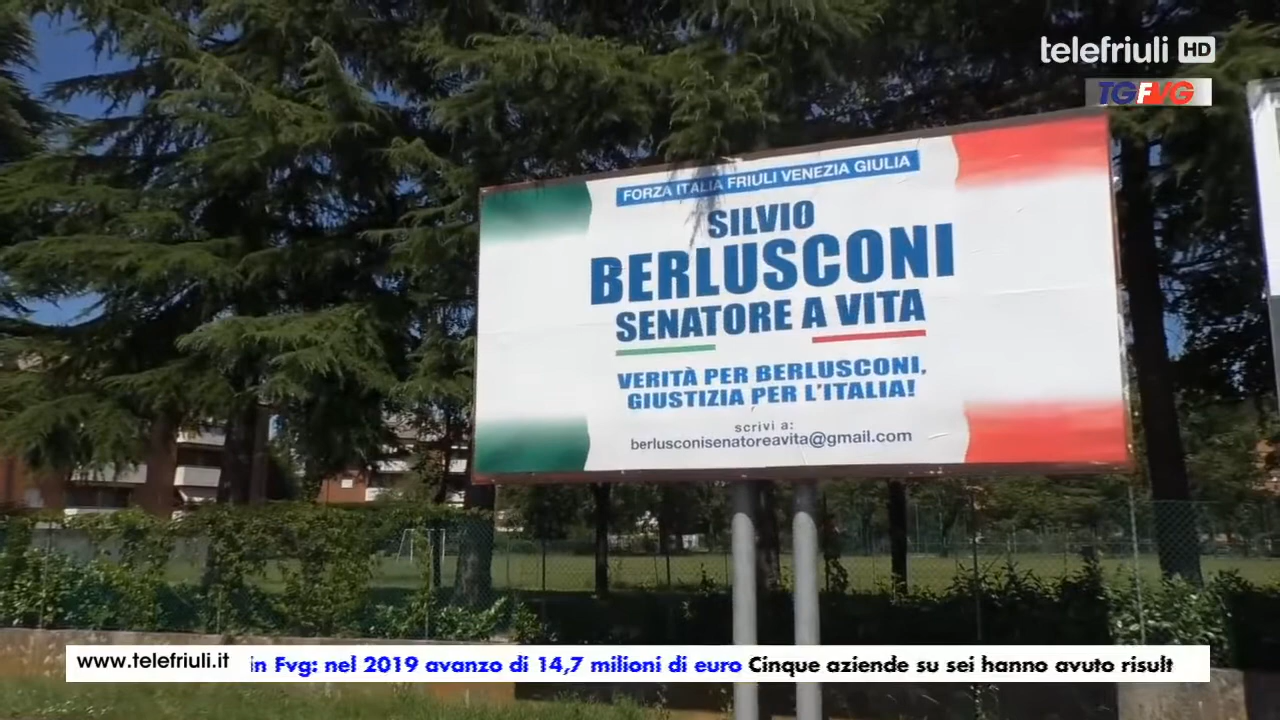 telefriuli HD
TGFVG
FORZA ITALIA FRIULI VENEZIA GIULIA
SILVIO
BERLUSCONI
SENATORE A VITA
VERITÀ PER BERLUSCONI,
GIUSTIZIA PER L'ITALIA!
scrivi a:
berlusconisenatoreavita@gmail.com
www.telefriuli.it in Fvg: nel 2019 avanzo di 14,7 milioni di euro Cinque aziende su sei hanno avuto risult